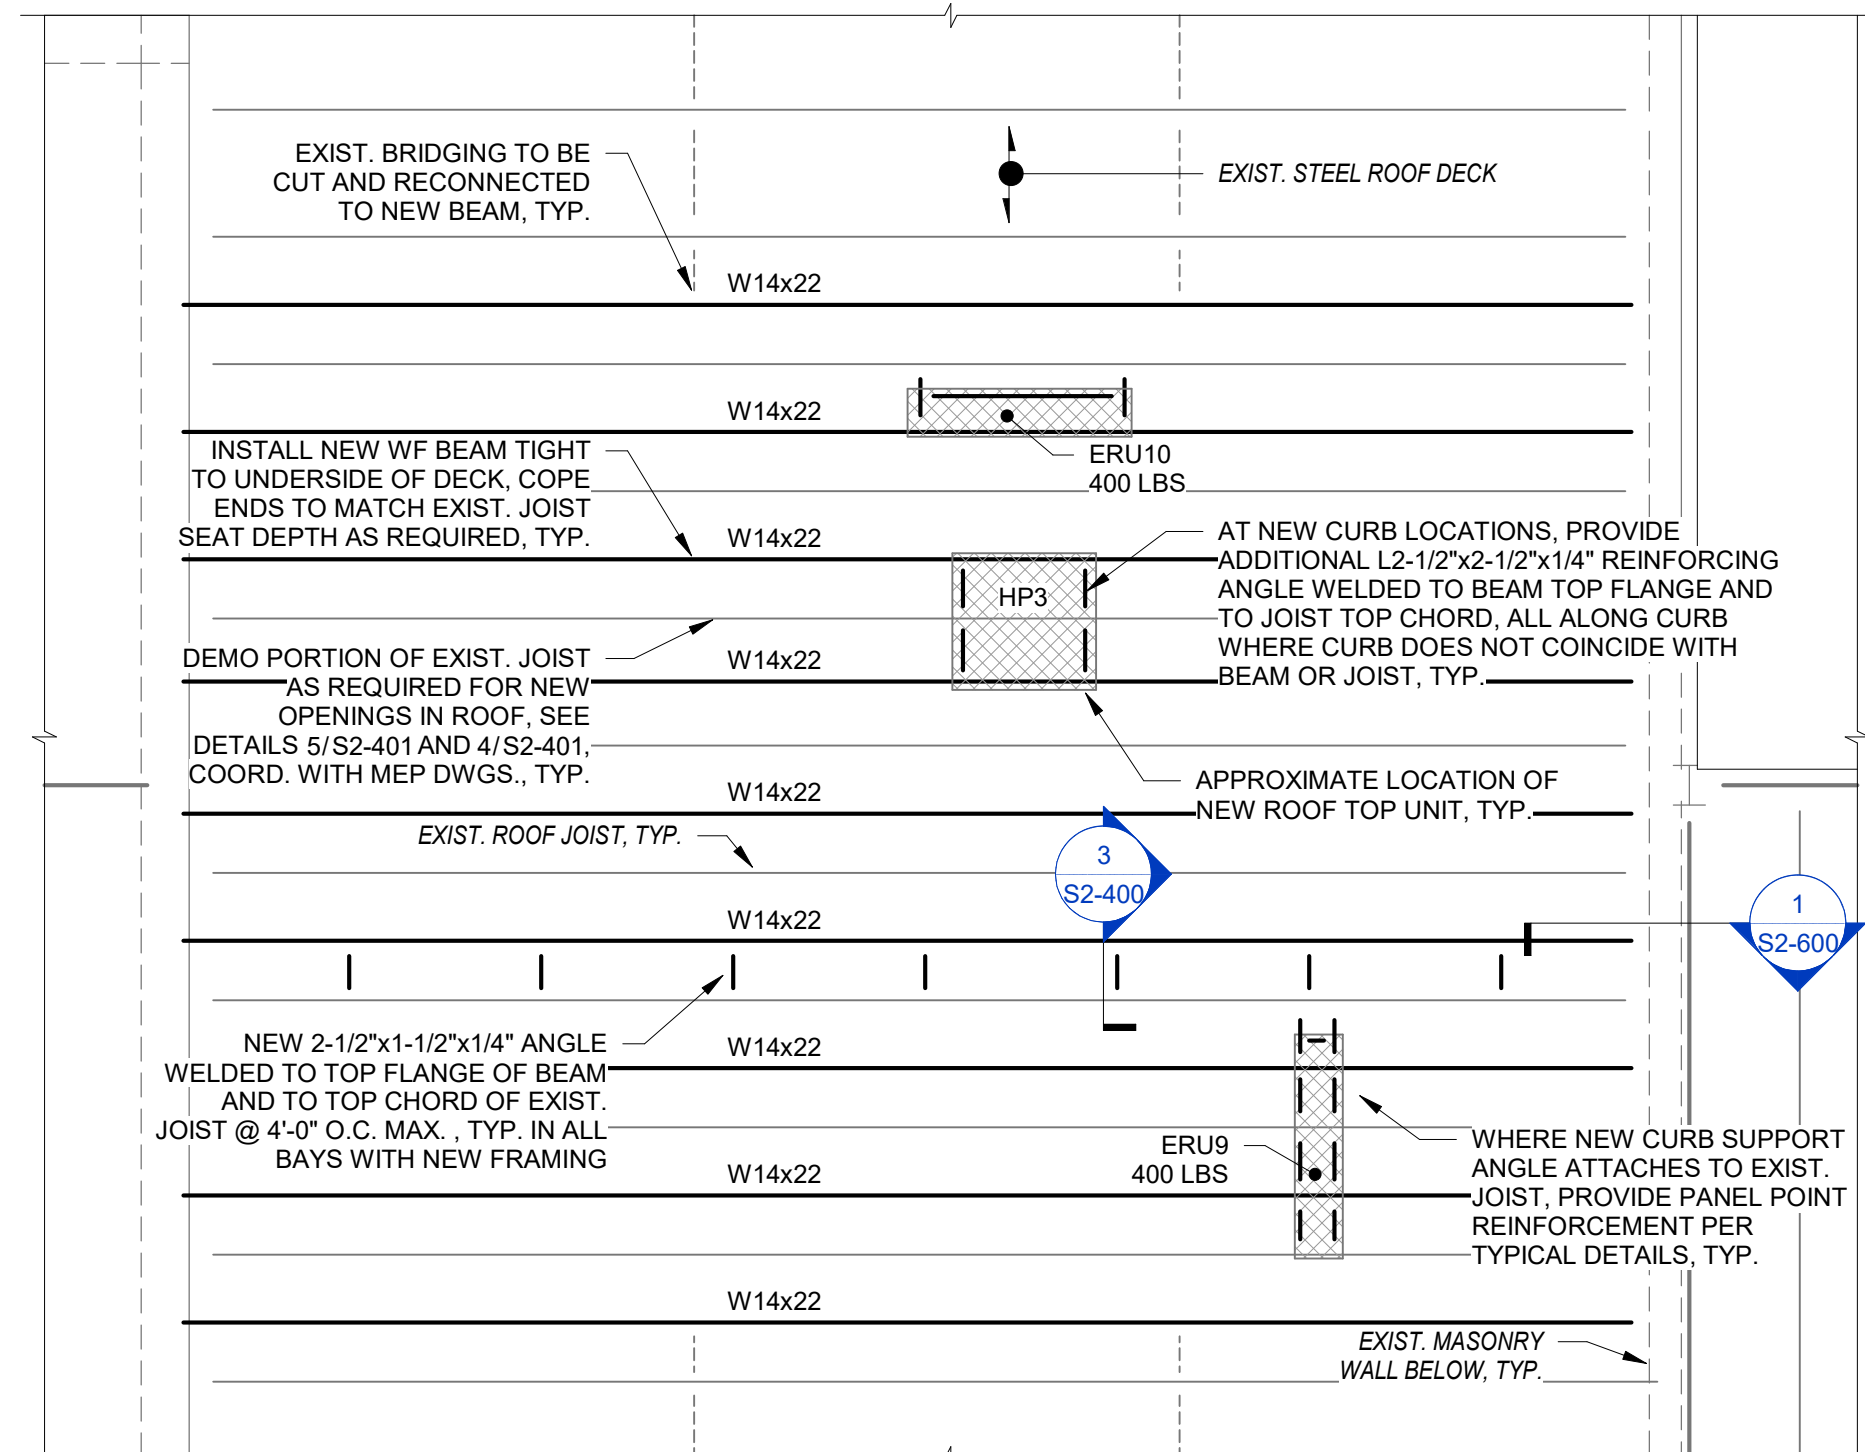 EXIST. BRIDGING TO BE
CUT AND RECONNECTED
TO NEW BEAM, TYP.
EXIST. STEEL ROOF DECK
W14x22
W14x22
INSTALL NEW WF BEAM TIGHT
TO UNDERSIDE OF DECK, COPE
ENDS TO MATCH EXIST. JOIST
SEAT DEPTH AS REQUIRED, TYP.
ERU10
400 LBS
W14x22
AT NEW CURB LOCATIONS, PROVIDE
ADDITIONAL L2-1/2"x2-1/2"x1/4" REINFORCING
ANGLE WELDED TO BEAM TOP FLANGE AND
TO JOIST TOP CHORD, ALL ALONG CURB
WHERE CURB DOES NOT COINCIDE WITH
BEAM OR JOIST, TYP.
HP3
DEMO PORTION OF EXIST. JOIST
AS REQUIRED FOR NEW
OPENINGS IN ROOF, SEE
DETAILS 5/S2-401 AND 4/S2-401,
COORD. WITH MEP DWGS., TYP.
W14x22
APPROXIMATE LOCATION OF
NEW ROOF TOP UNIT, TYP.
W14x22
EXIST. ROOF JOIST, TYP.
3
S2-400
W14x22
1
S2-600
NEW 2-1/2"x1-1/2"x1/4" ANGLE
WELDED TO TOP FLANGE OF BEAM
AND TO TOP CHORD OF EXIST.
JOIST @ 4'-0" O.C. MAX. , TYP. IN ALL
BAYS WITH NEW FRAMING
W14x22
ERU9
400 LBS
WHERE NEW CURB SUPPORT
ANGLE ATTACHES TO EXIST.
JOIST, PROVIDE PANEL POINT
REINFORCEMENT PER
TYPICAL DETAILS, TYP.
W14x22
W14x22
EXIST. MASONRY
WALL BELOW, TYP.